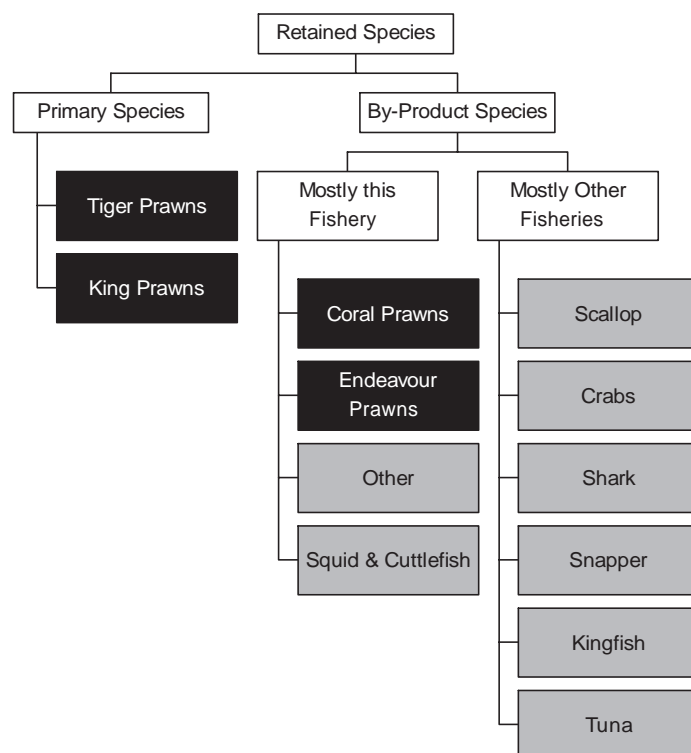 Retained Species
Primary Species
By-Product Species
Tiger Prawns
King Prawns
Mostly this
Fishery
Mostly Other
Fisheries
Coral Prawns
Endeavour
Prawns
Other
Squid & Cuttlefish
Scallop
Crabs
Shark
Snapper
Kingfish
Tuna